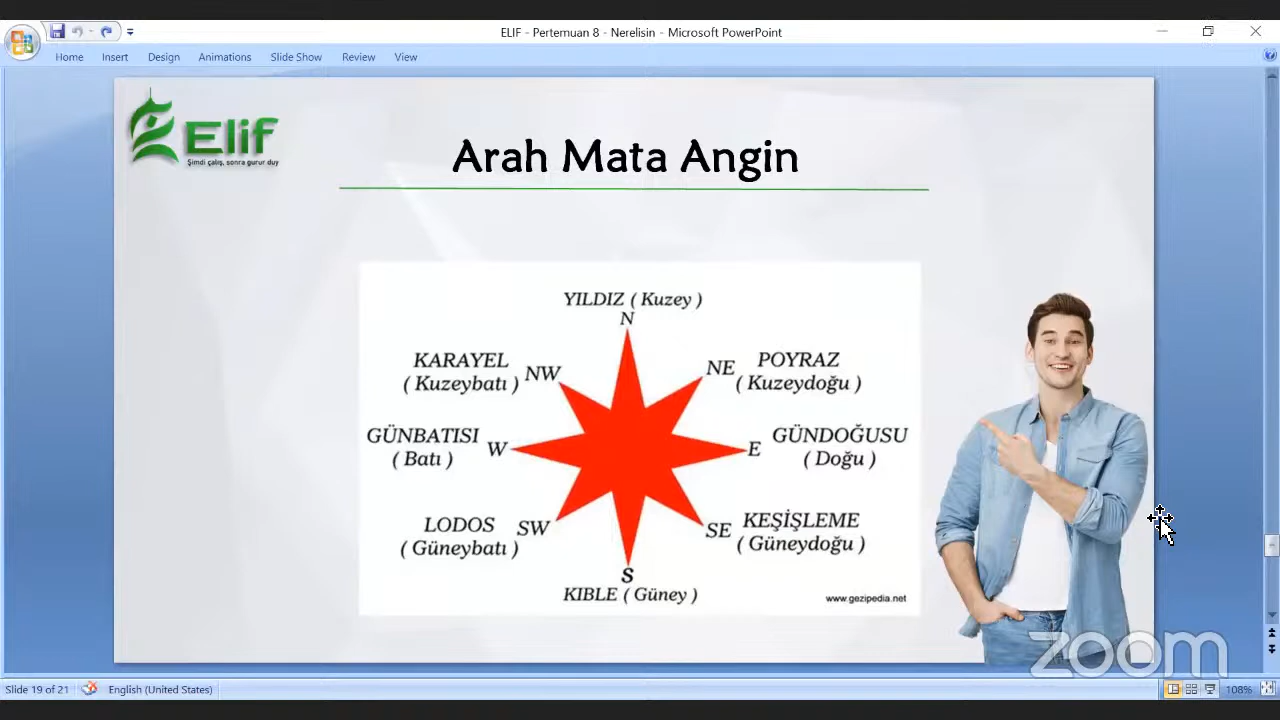 ELIF - Pertemuan 8 - Nerelisin - Microsoft PowerPoint
Home Insert Design Animations Slide Show Review View
Elif
Şimdi çalış, sonra gurur duy
Arah Mata Angin
YILDIZ ( Kuzey )
N
KARAYEL
( Kuzeybatı )
NW
NE
POYRAZ
( Kuzeydoğu )
GÜNBATISI
( Batı )
W
E
GÜNDOĞUSU
( Doğu )
LODOS
( Güneybatı )
SW
SE
KEŞİŞLEME
( Güneydoğu )
S
KIBLE ( Güney )
www.gezipedia.net
zoom
Slide 19 of 21 English (United States) 108%